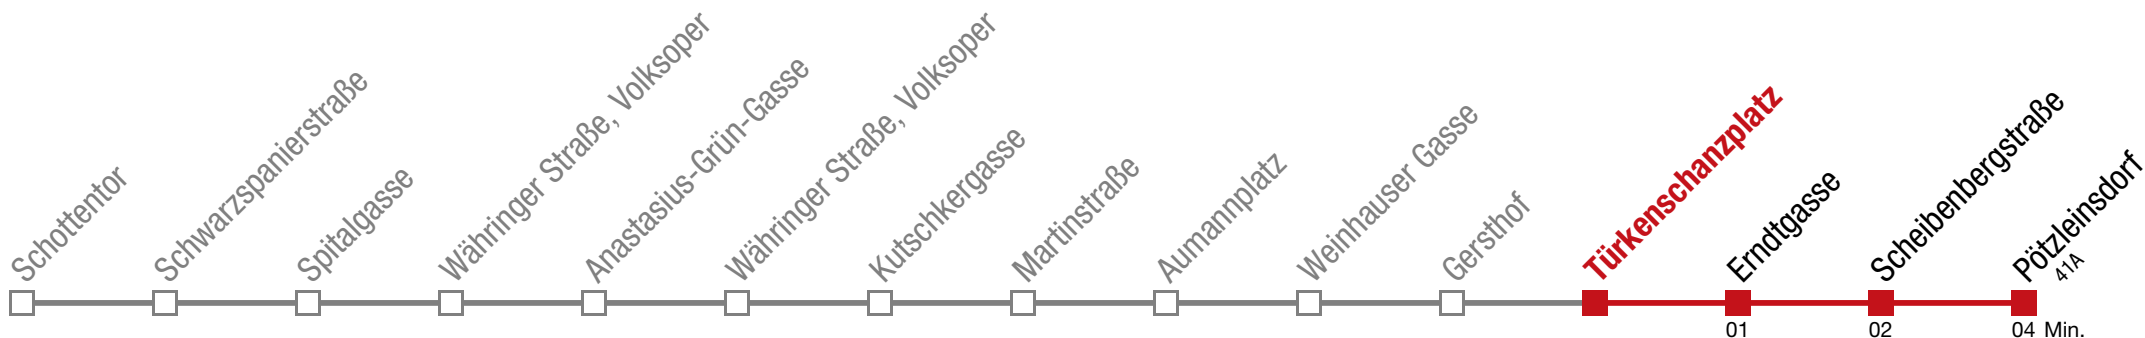 Schottentor
Schwarzspanierstraße
Spitalgasse
Währinger Straße, Volksoper
Anastasius-Grün-Gasse
Währinger Straße, Volksoper
Kutschkergasse
Martinstraße
Aumannplatz
Weinhauser Gasse
Gersthof
Türkenschanzplatz
Erndtgasse
Scheibenbergstraße
Pötzleinsdorf
41A
01
02
04 Min.